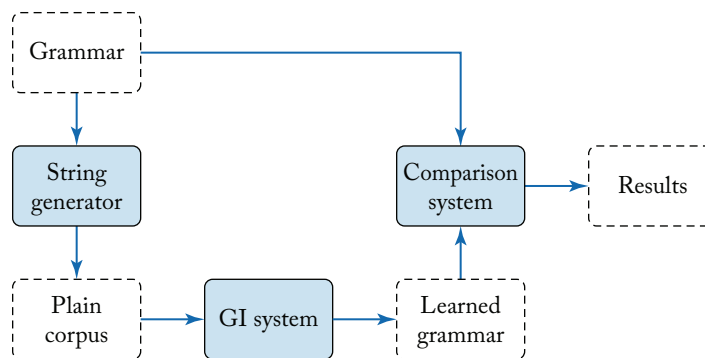 Grammar
String
generator
Comparison
system
Results
Plain
corpus
GI system
Learned
grammar